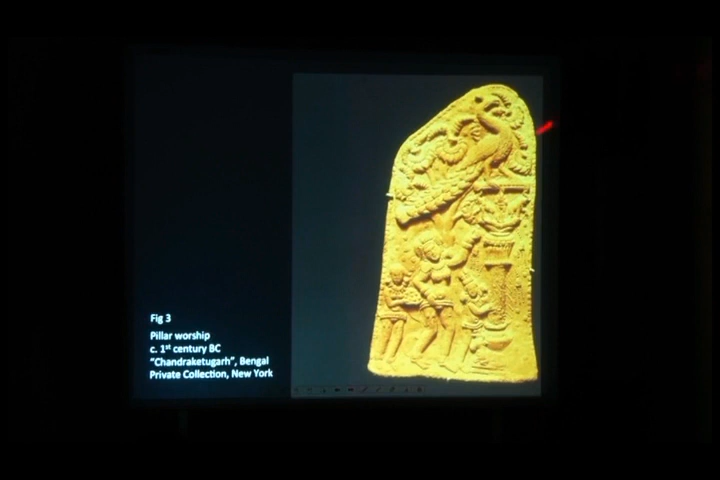 Fig 3
Pillar worship
c. 1st century BC
"Chandraketugarh", Bengal
Private Collection, New York